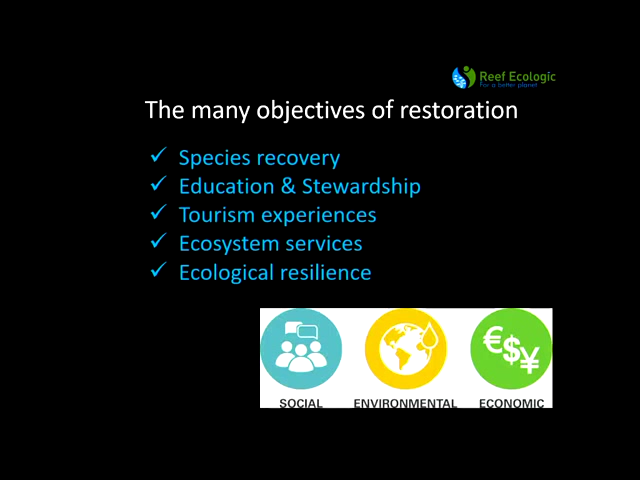 Reef Ecologic
For a better planet
The many objectives of restoration
✓ Species recovery
✓ Education & Stewardship
✓ Tourism experiences
✓ Ecosystem services
✓ Ecological resilience
€$¥
SOCIAL ENVIRONMENTAL ECONOMIC